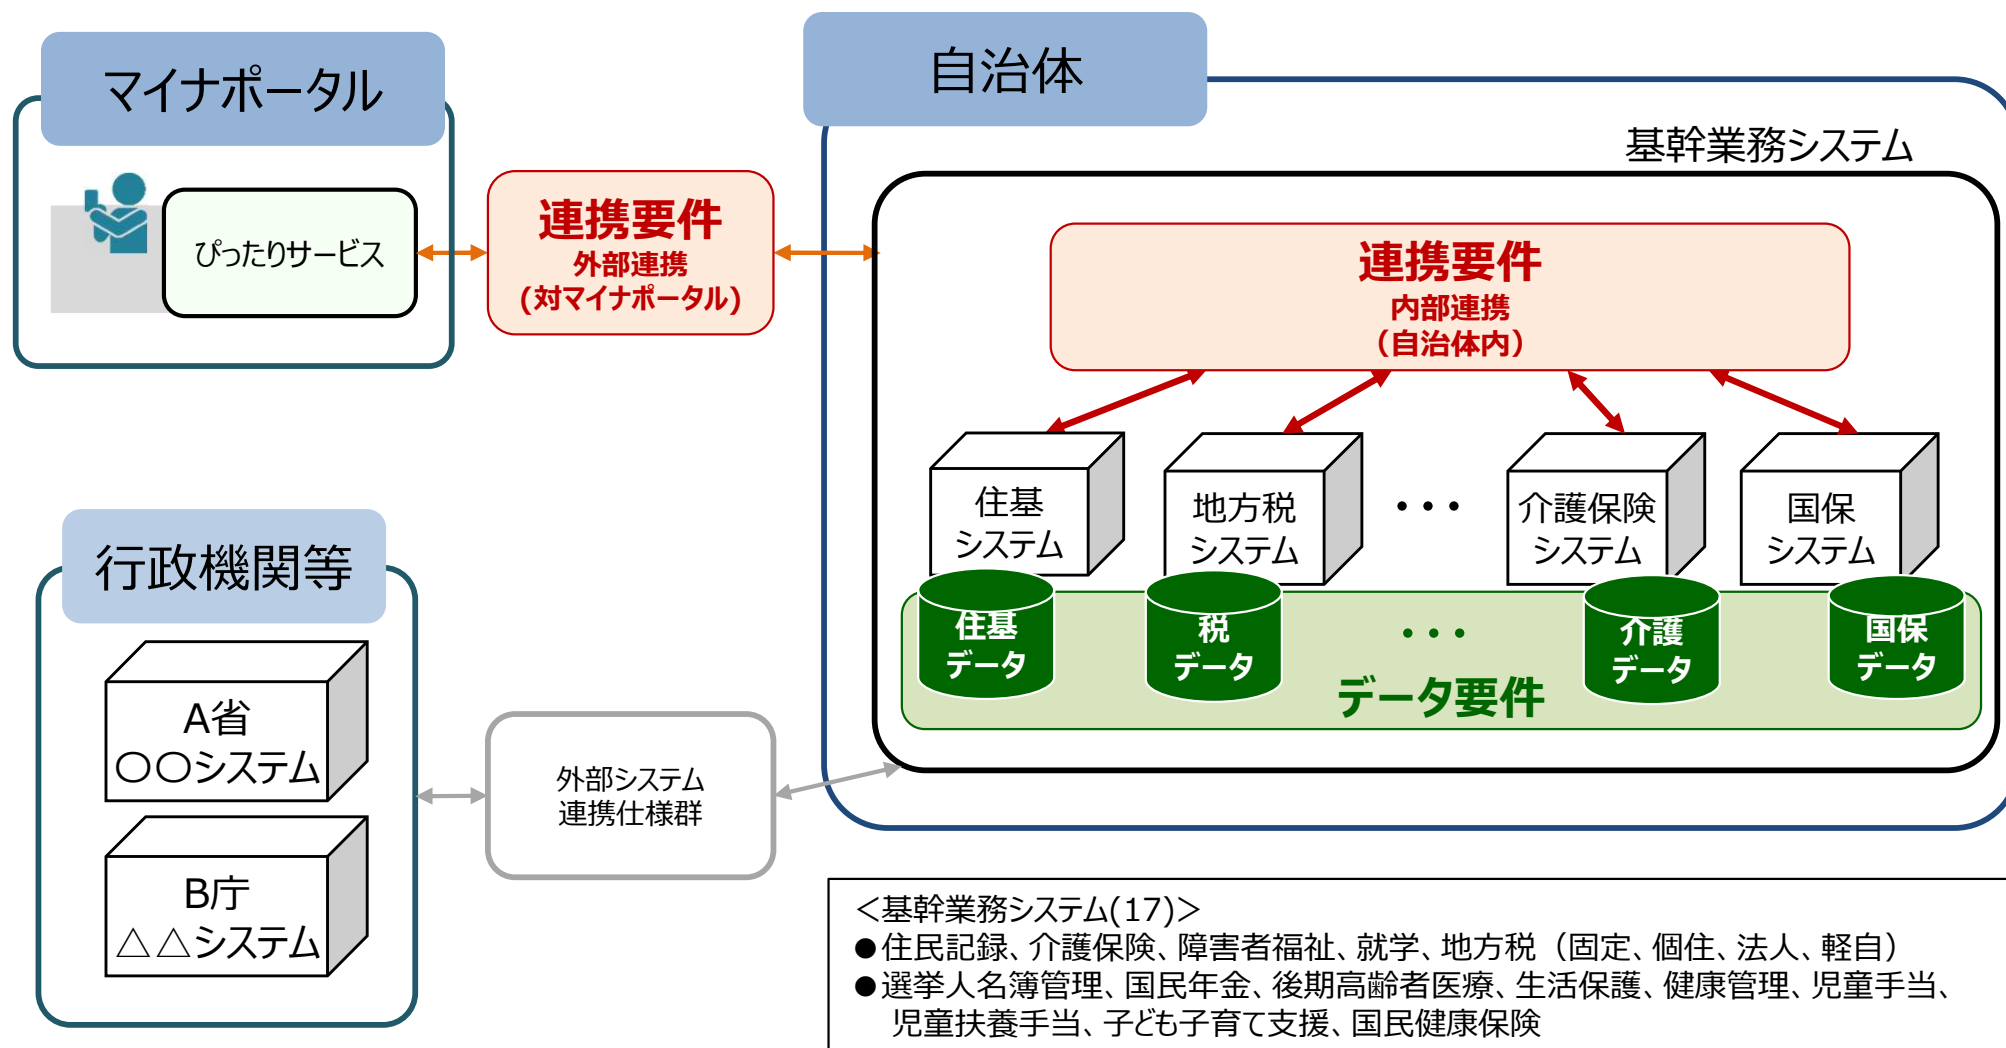 マイナポータル
ぴったりサービス
連携要件
外部連携
(対マイナポータル)
自治体
基幹業務システム
連携要件
内部連携
（自治体内）
住基
システム
地方税
システム
・・・
介護保険
システム
国保
システム
住基
データ
税
データ
・・・
介護
データ
国保
データ
データ要件
行政機関等
A省
〇〇システム
B庁
△△システム
外部システム
連携仕様群
＜基幹業務システム(17)＞
●住民記録、介護保険、障害者福祉、就学、地方税（固定、個住、法人、軽自）
●選挙人名簿管理、国民年金、後期高齢者医療、生活保護、健康管理、児童手当、
児童扶養手当、子ども子育て支援、国民健康保険